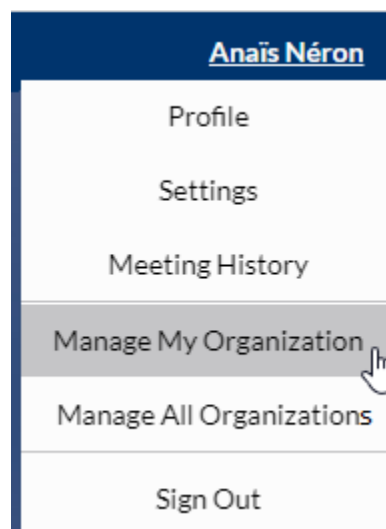 Anaïs Néron
Profile
Settings
Meeting History
Manage My Organization
Manage All Organizations
Sign Out